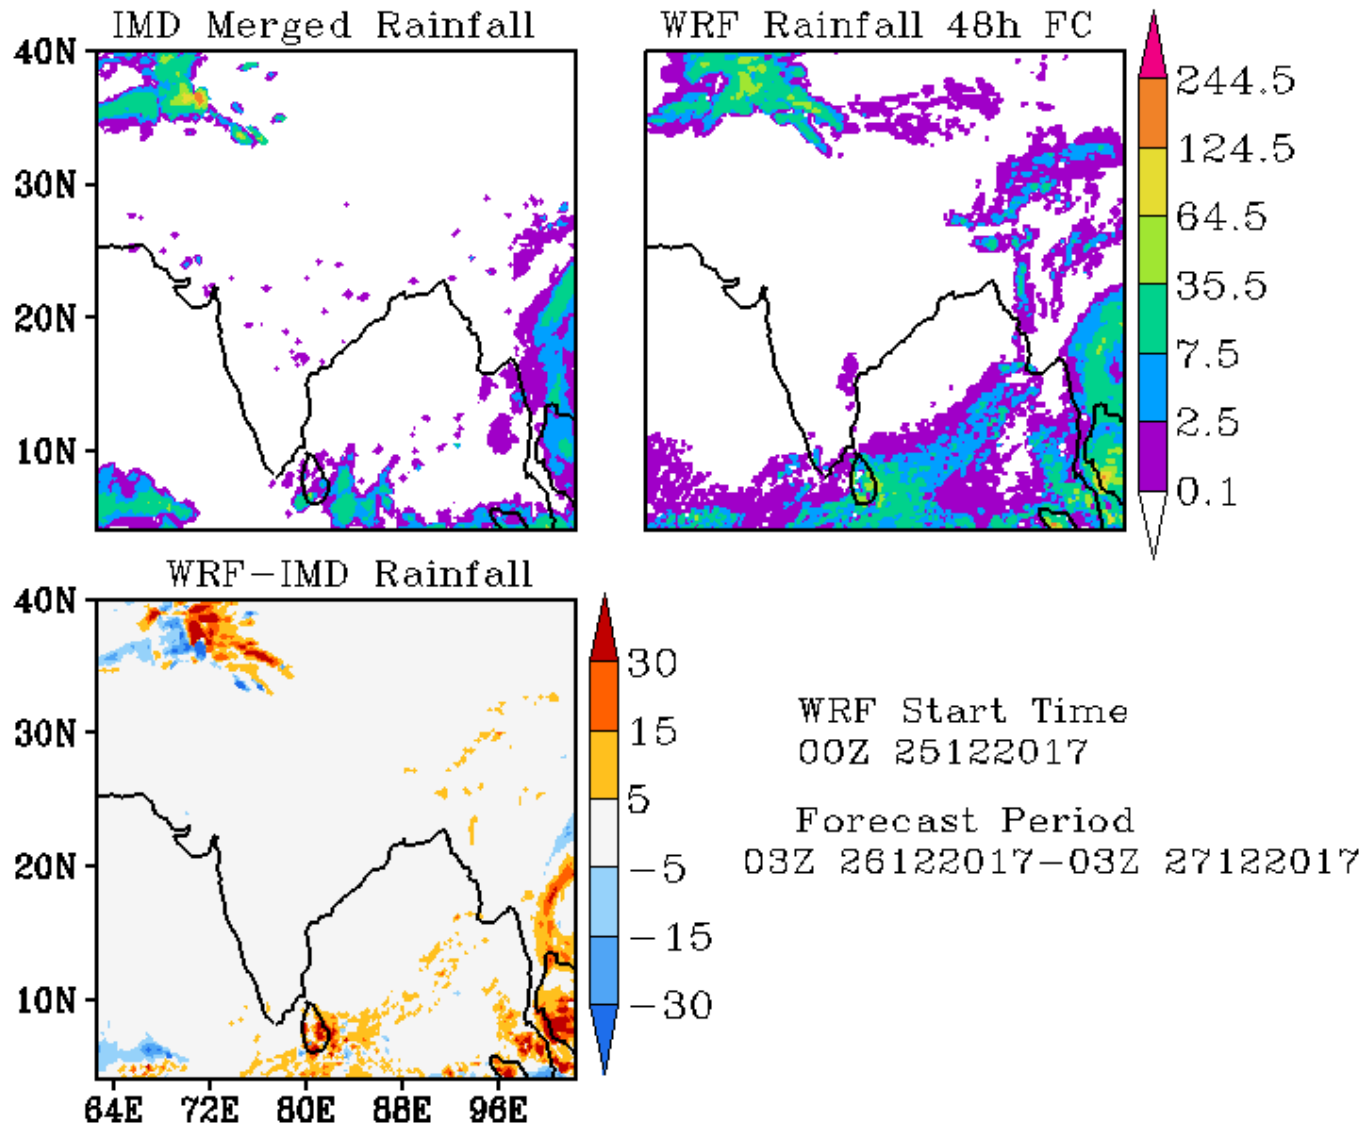 IMD Merged Rainfall
WRF Rainfall 48h FC
40N
30N
20N
10N
244.5
124.5
64.5
35.5
7.5
2.5
0.1
WRF-IMD Rainfall
40N
30N
20N
10N
64E 72E 80E 88E 96E
30
15
5
-5
-15
-30
WRF Start Time
00Z 25122017
Forecast Period
03Z 26122017-03Z 27122017